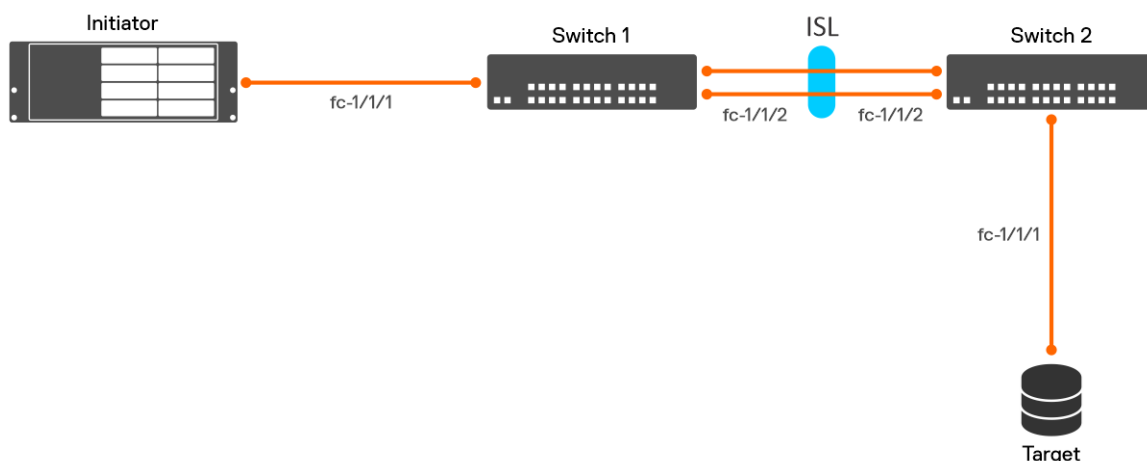 Initiator
Switch 1
ISL
Switch 2
fc-1/1/1
fc-1/1/2
fc-1/1/2
fc-1/1/1
Target